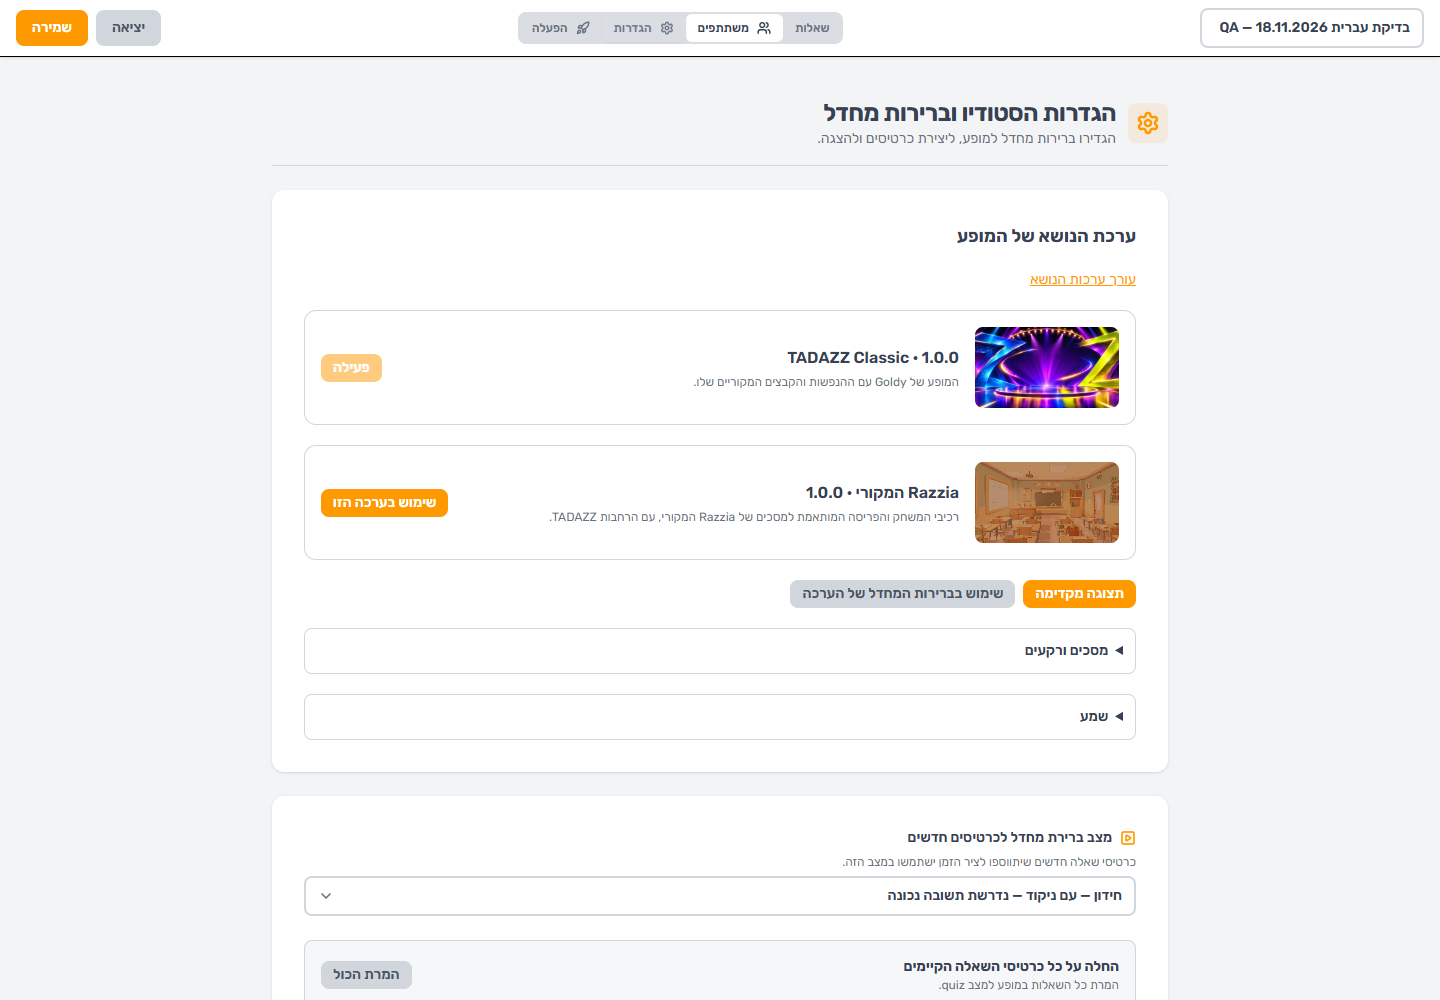 בדיקת עברית 18.11.2026 – QA
שאלות
משתתפים
הגדרות
הפעלה
יציאה
שמירה
הגדרות הסטודיו וברירות מחדל
הגדירו ברירות מחדל למופע, ליצירת כרטיסים ולהצגה.
ערכת הנושא של המופע
עורך ערכות הנושא
TADAZZ Classic • 1.0.0
המופע של Goldy עם ההנפשות והקבצים המקוריים שלו.
פעילה
Razzia המקורי • 1.0.0
רכיבי המשחק והפריסה המותאמת למסכים של Razzia המקורי, עם הרחבות TADAZZ.
שימוש בערכה הזו
תצוגה מקדימה
שימוש בברירות המחדל של הערכה
מסכים ורקעים
שמע
מצב ברירת מחדל לכרטיסים חדשים
כרטיסי שאלה חדשים שיתווספו לציר הזמן ישתמשו במצב הזה.
חידון – עם ניקוד – נדרשת תשובה נכונה
החלה על כל כרטיסי השאלה הקיימים
המרת כל השאלות במופע למצב quiz.
המרת הכול